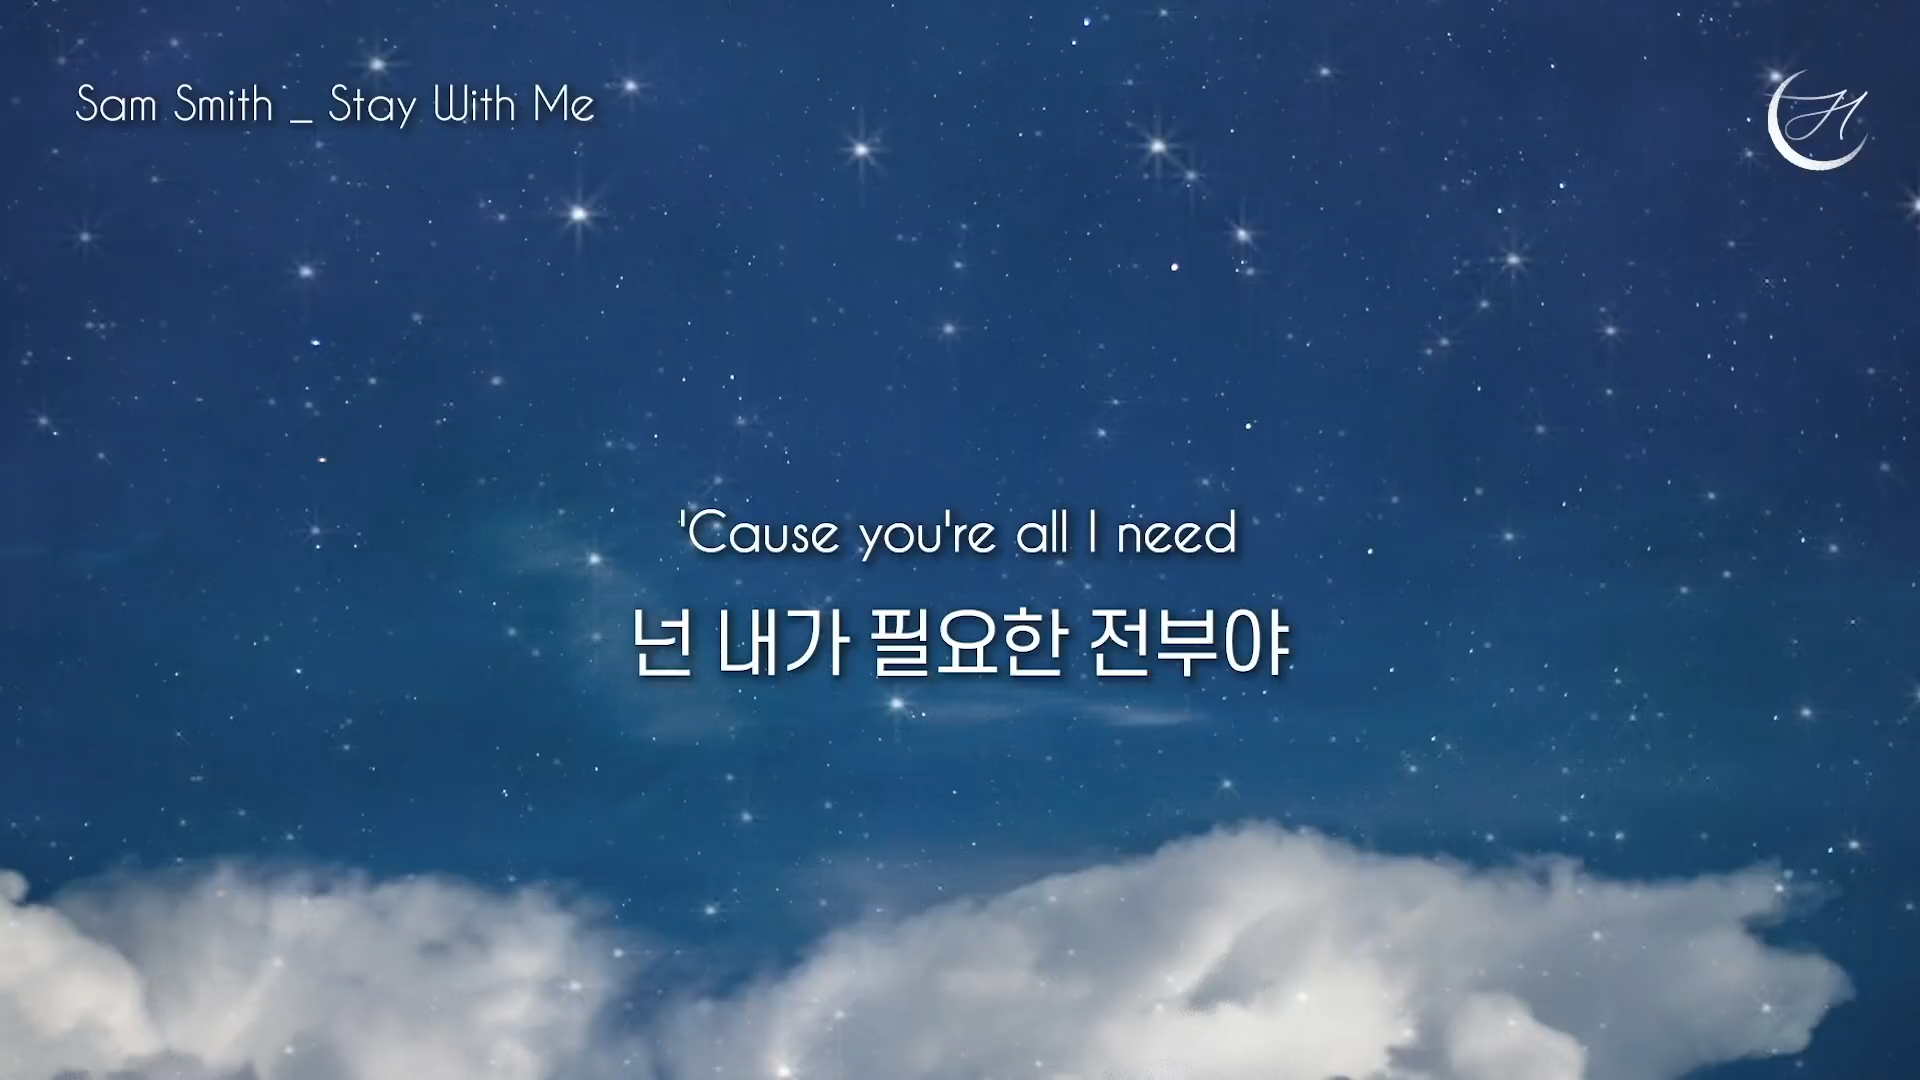 Sam Smith _ Stay With Me
H
'Cause you're all I need
넌 내가 필요한 전부야